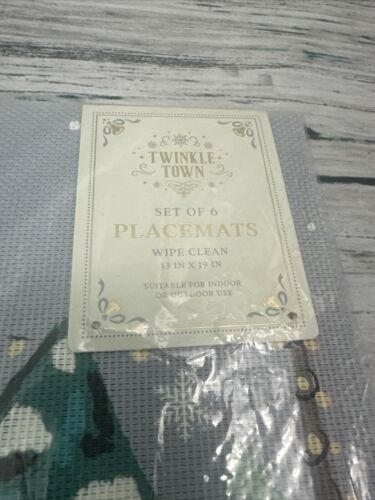 TWINKLE
TOWN
SET OF 6
PLACEMATS
WIPE CLEAN
13 IN X 19 IN
SUITABLE FOR INDOOR
OR OUTDOOR USE